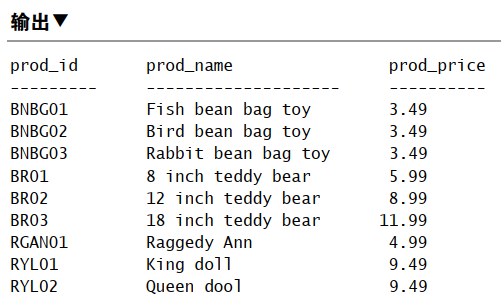 输出▼
prod_id prod_name prod_price
--------- -------------------- ----------
BNBG01 Fish bean bag toy 3.49
BNBG02 Bird bean bag toy 3.49
BNBG03 Rabbit bean bag toy 3.49
BR01 8 inch teddy bear 5.99
BR02 12 inch teddy bear 8.99
BR03 18 inch teddy bear 11.99
RGAN01 Raggedy Ann 4.99
RYL01 King doll 9.49
RYL02 Queen dool 9.49